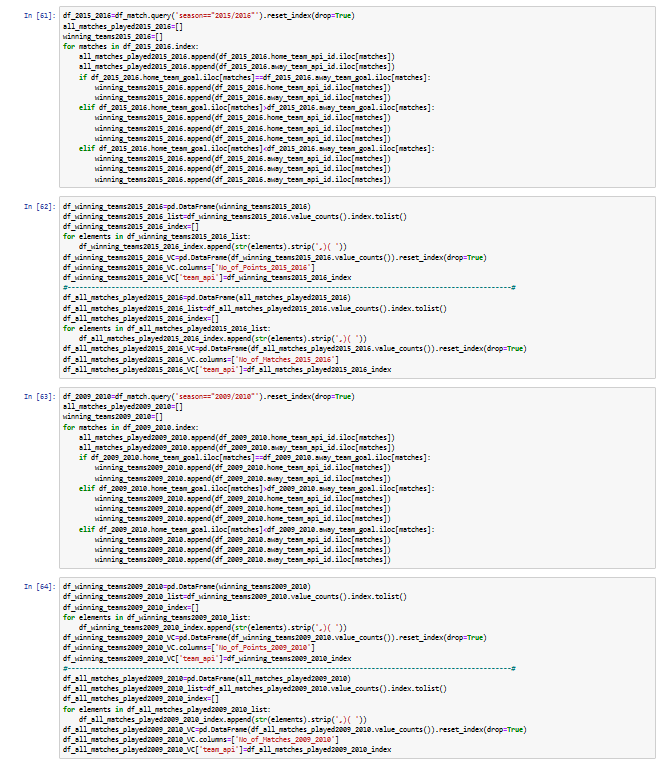 In [61]: df_2015_2016=df_match.query('season=="2015/2016"').reset_index(drop=True)
all_matches_played2015_2016=[]
winning_teams2015_2016=[]
for matches in df_2015_2016.index:
    all_matches_played2015_2016.append(df_2015_2016.home_team_api_id.iloc[matches])
    all_matches_played2015_2016.append(df_2015_2016.away_team_api_id.iloc[matches])
    if df_2015_2016.home_team_goal.iloc[matches]==df_2015_2016.away_team_goal.iloc[matches]:
        winning_teams2015_2016.append(df_2015_2016.home_team_api_id.iloc[matches])
        winning_teams2015_2016.append(df_2015_2016.away_team_api_id.iloc[matches])
    elif df_2015_2016.home_team_goal.iloc[matches]>df_2015_2016.away_team_goal.iloc[matches]:
        winning_teams2015_2016.append(df_2015_2016.home_team_api_id.iloc[matches])
        winning_teams2015_2016.append(df_2015_2016.home_team_api_id.iloc[matches])
        winning_teams2015_2016.append(df_2015_2016.home_team_api_id.iloc[matches])
    elif df_2015_2016.home_team_goal.iloc[matches]<df_2015_2016.away_team_goal.iloc[matches]:
        winning_teams2015_2016.append(df_2015_2016.away_team_api_id.iloc[matches])
        winning_teams2015_2016.append(df_2015_2016.away_team_api_id.iloc[matches])
        winning_teams2015_2016.append(df_2015_2016.away_team_api_id.iloc[matches])
In [62]: df_winning_teams2015_2016=pd.DataFrame(winning_teams2015_2016)
df_winning_teams2015_2016_list=df_winning_teams2015_2016.value_counts().index.tolist()
df_winning_teams2015_2016_index=[]
for elements in df_winning_teams2015_2016_list:
    df_winning_teams2015_2016_index.append(str(elements).strip(',)( '))
df_winning_teams2015_2016_VC=pd.DataFrame(df_winning_teams2015_2016.value_counts()).reset_index(drop=True)
df_winning_teams2015_2016_VC.columns=['No_of_Points_2015_2016']
df_winning_teams2015_2016_VC['team_api']=df_winning_teams2015_2016_index
#---------------------------------------------------------------------------------------------------------------#
df_all_matches_played2015_2016=pd.DataFrame(all_matches_played2015_2016)
df_all_matches_played2015_2016_list=df_all_matches_played2015_2016.value_counts().index.tolist()
df_all_matches_played2015_2016_index=[]
for elements in df_all_matches_played2015_2016_list:
    df_all_matches_played2015_2016_index.append(str(elements).strip(',)( '))
df_all_matches_played2015_2016_VC=pd.DataFrame(df_all_matches_played2015_2016.value_counts()).reset_index(drop=True)
df_all_matches_played2015_2016_VC.columns=['No_of_Matches_2015_2016']
df_all_matches_played2015_2016_VC['team_api']=df_all_matches_played2015_2016_index
In [63]: df_2009_2010=df_match.query('season=="2009/2010"').reset_index(drop=True)
all_matches_played2009_2010=[]
winning_teams2009_2010=[]
for matches in df_2009_2010.index:
    all_matches_played2009_2010.append(df_2009_2010.home_team_api_id.iloc[matches])
    all_matches_played2009_2010.append(df_2009_2010.away_team_api_id.iloc[matches])
    if df_2009_2010.home_team_goal.iloc[matches]==df_2009_2010.away_team_goal.iloc[matches]:
        winning_teams2009_2010.append(df_2009_2010.home_team_api_id.iloc[matches])
        winning_teams2009_2010.append(df_2009_2010.away_team_api_id.iloc[matches])
    elif df_2009_2010.home_team_goal.iloc[matches]>df_2009_2010.away_team_goal.iloc[matches]:
        winning_teams2009_2010.append(df_2009_2010.home_team_api_id.iloc[matches])
        winning_teams2009_2010.append(df_2009_2010.home_team_api_id.iloc[matches])
        winning_teams2009_2010.append(df_2009_2010.home_team_api_id.iloc[matches])
    elif df_2009_2010.home_team_goal.iloc[matches]<df_2009_2010.away_team_goal.iloc[matches]:
        winning_teams2009_2010.append(df_2009_2010.away_team_api_id.iloc[matches])
        winning_teams2009_2010.append(df_2009_2010.away_team_api_id.iloc[matches])
        winning_teams2009_2010.append(df_2009_2010.away_team_api_id.iloc[matches])
In [64]: df_winning_teams2009_2010=pd.DataFrame(winning_teams2009_2010)
df_winning_teams2009_2010_list=df_winning_teams2009_2010.value_counts().index.tolist()
df_winning_teams2009_2010_index=[]
for elements in df_winning_teams2009_2010_list:
    df_winning_teams2009_2010_index.append(str(elements).strip(',)( '))
df_winning_teams2009_2010_VC=pd.DataFrame(df_winning_teams2009_2010.value_counts()).reset_index(drop=True)
df_winning_teams2009_2010_VC.columns=['No_of_Points_2009_2010']
df_winning_teams2009_2010_VC['team_api']=df_winning_teams2009_2010_index
#---------------------------------------------------------------------------------------------------------------#
df_all_matches_played2009_2010=pd.DataFrame(all_matches_played2009_2010)
df_all_matches_played2009_2010_list=df_all_matches_played2009_2010.value_counts().index.tolist()
df_all_matches_played2009_2010_index=[]
for elements in df_all_matches_played2009_2010_list:
    df_all_matches_played2009_2010_index.append(str(elements).strip(',)( '))
df_all_matches_played2009_2010_VC=pd.DataFrame(df_all_matches_played2009_2010.value_counts()).reset_index(drop=True)
df_all_matches_played2009_2010_VC.columns=['No_of_Matches_2009_2010']
df_all_matches_played2009_2010_VC['team_api']=df_all_matches_played2009_2010_index